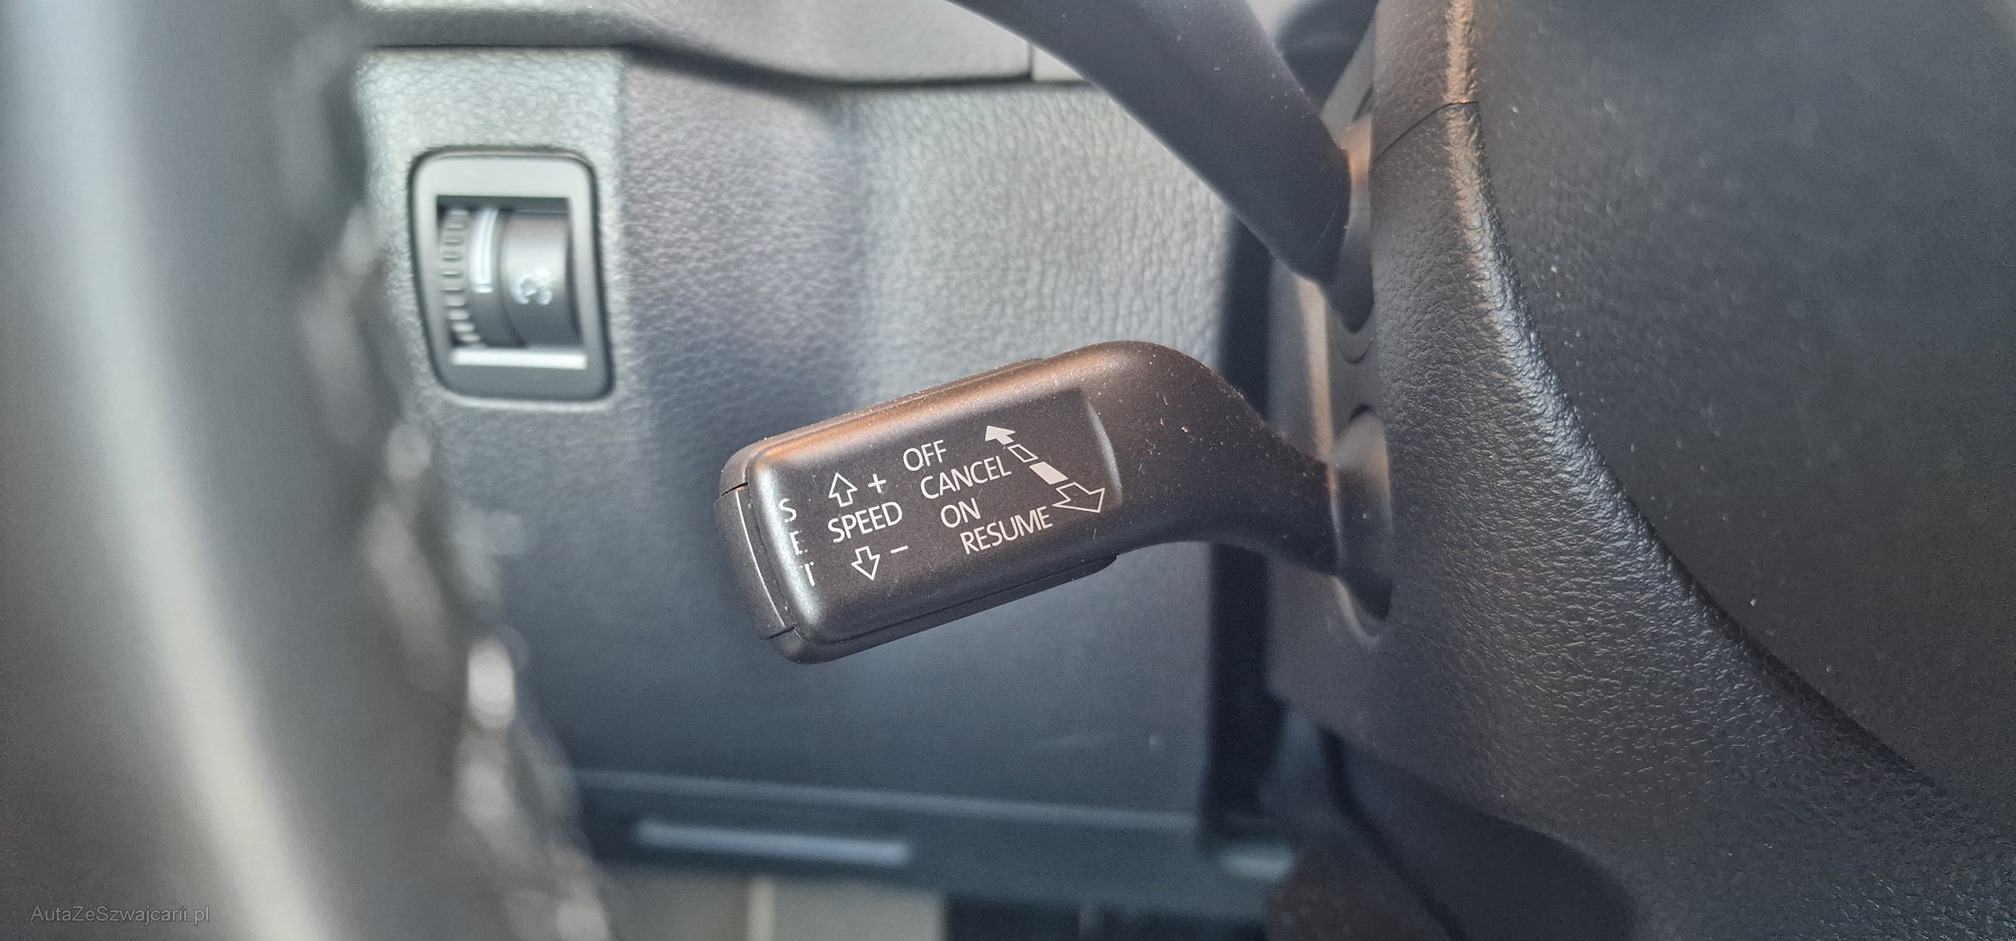 S
E
T
+
SPEED
−
OFF
CANCEL
ON
RESUME
AutaZeSzwajcarii.pl